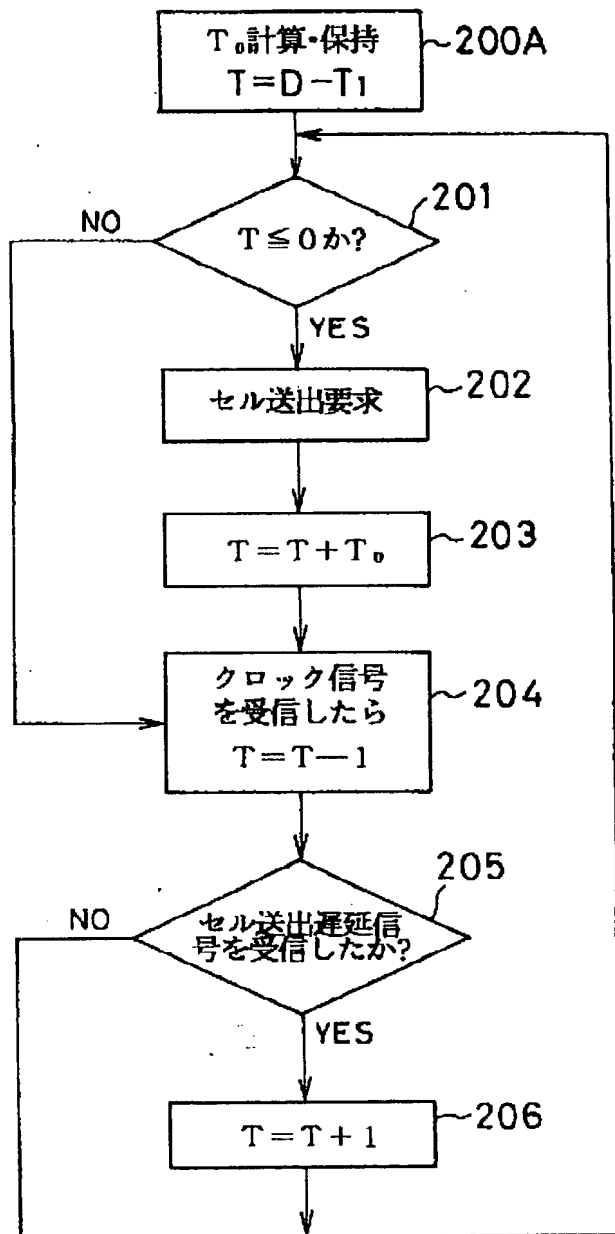 T₀計算・保持
T=D-T1
200A
201
NO
T≦0か?
YES
202
セル送出要求
203
T=T+T₀
クロック信号
を受信したら
T=T-1
204
205
NO
セル送出遅延信
号を受信したか?
YES
206
T=T+1